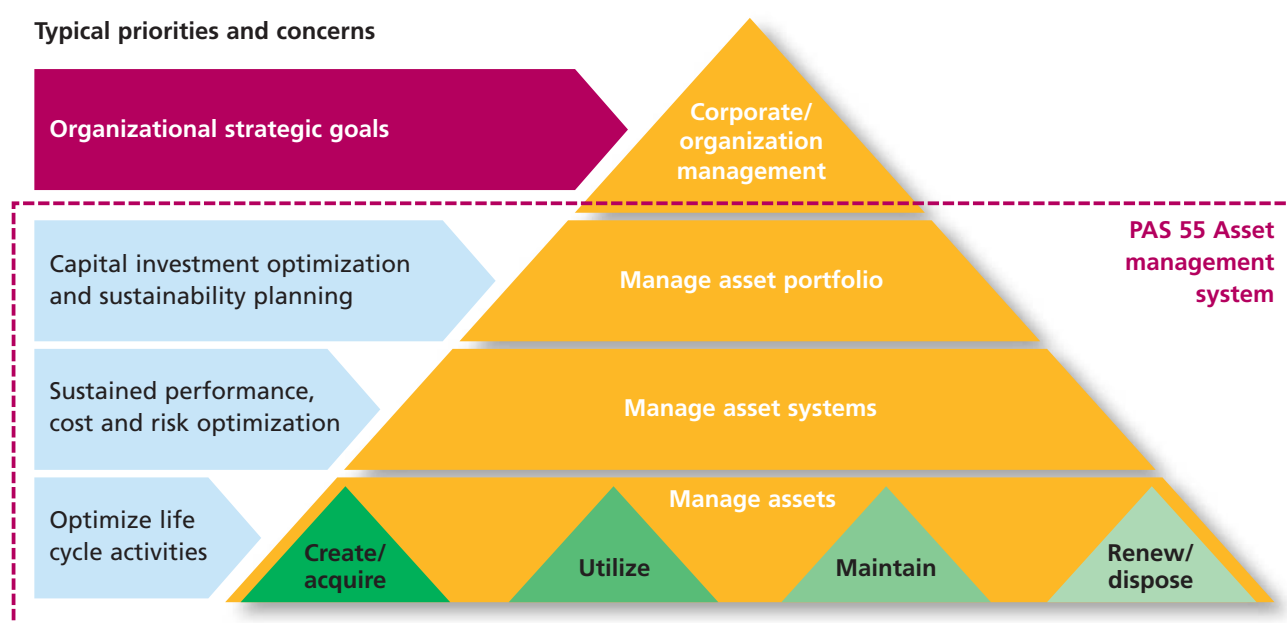 Typical priorities and concerns
Organizational strategic goals
Corporate/
organization
management
PAS 55 Asset
management
system
Capital investment optimization
and sustainability planning
Manage asset portfolio
Sustained performance,
cost and risk optimization
Manage asset systems
Optimize life
cycle activities
Manage assets
Create/
acquire
Utilize
Maintain
Renew/
dispose